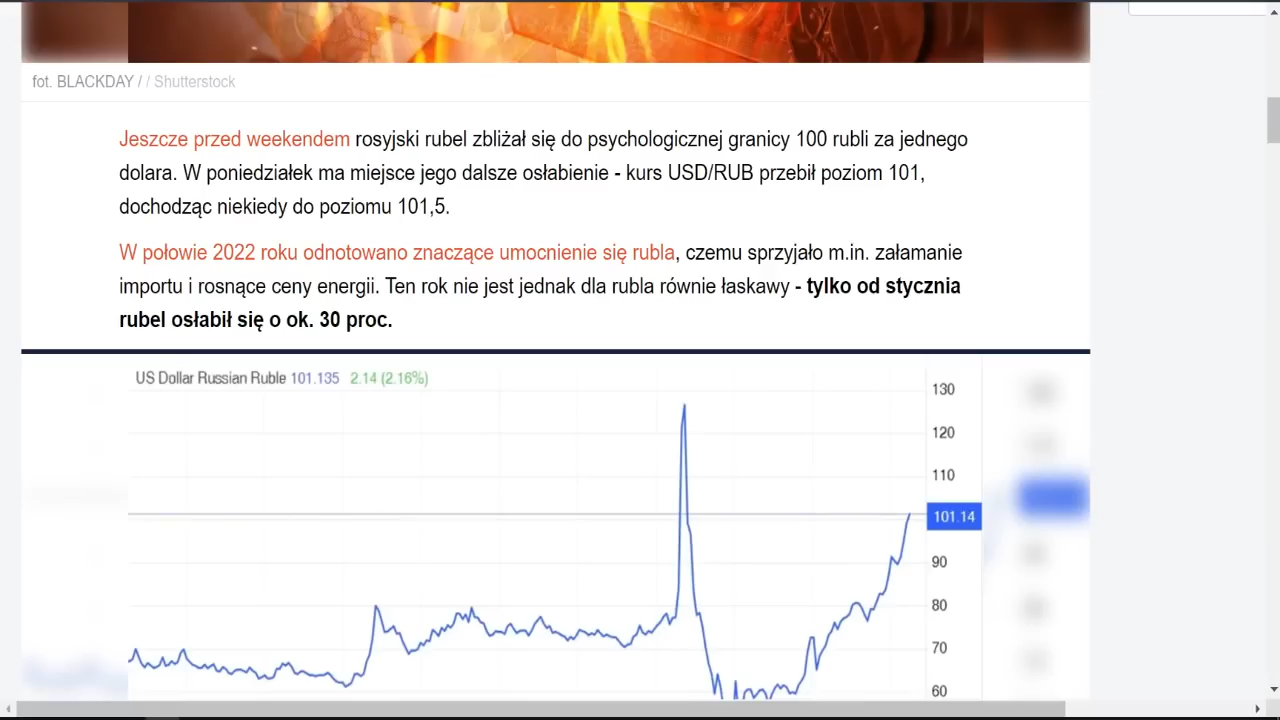 fot. BLACKDAY / / Shutterstock
Jeszcze przed weekendem rosyjski rubel zbliżał się do psychologicznej granicy 100 rubli za jednego
dolara. W poniedziałek ma miejsce jego dalsze osłabienie - kurs USD/RUB przebił poziom 101,
dochodząc niekiedy do poziomu 101,5.
W połowie 2022 roku odnotowano znaczące umocnienie się rubla, czemu sprzyjało m.in. załamanie
importu i rosnące ceny energii. Ten rok nie jest jednak dla rubla równie łaskawy - tylko od stycznia
rubel osłabił się o ok. 30 proc.
US Dollar Russian Ruble 101.135 2.14 (2.16%)
130
120
110
101.14
90
80
70
60